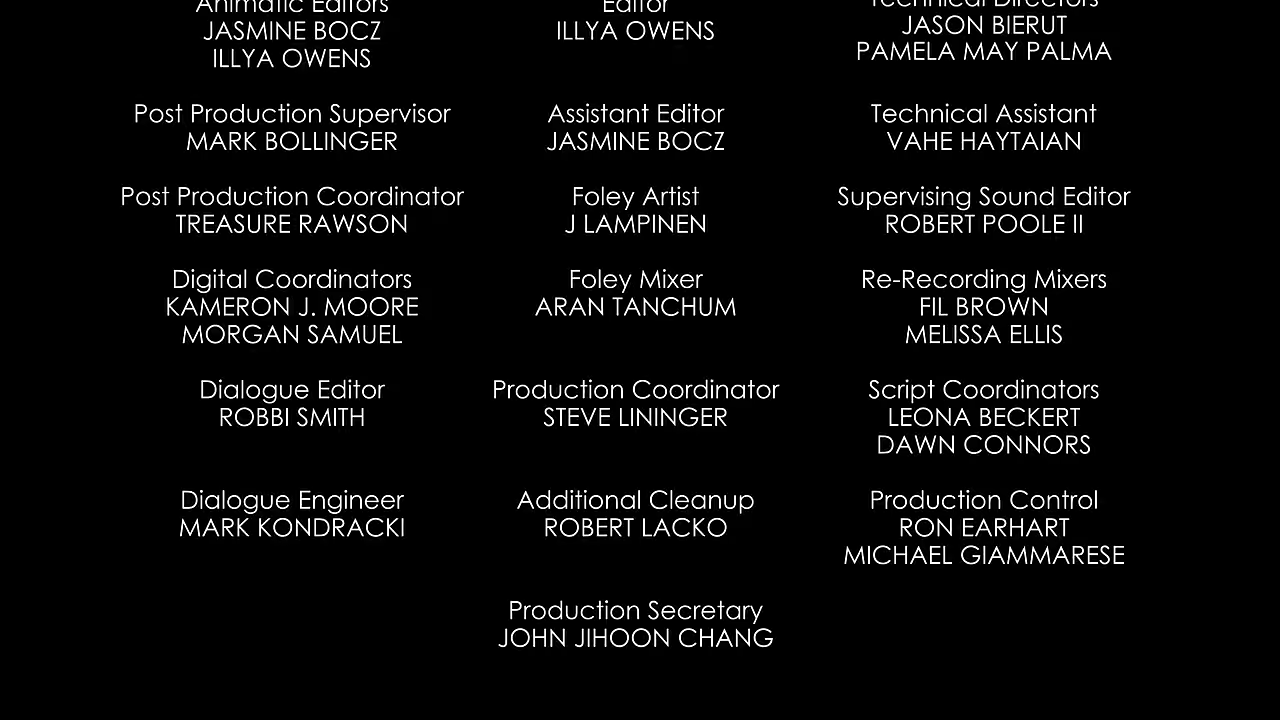 Animatic Editors
JASMINE BOCZ
ILLYA OWENS
Editor
ILLYA OWENS
Technical Directors
JASON BIERUT
PAMELA MAY PALMA
Post Production Supervisor
MARK BOLLINGER
Assistant Editor
JASMINE BOCZ
Technical Assistant
VAHE HAYTAIAN
Post Production Coordinator
TREASURE RAWSON
Foley Artist
J LAMPINEN
Supervising Sound Editor
ROBERT POOLE II
Digital Coordinators
KAMERON J. MOORE
MORGAN SAMUEL
Foley Mixer
ARAN TANCHUM
Re-Recording Mixers
FIL BROWN
MELISSA ELLIS
Dialogue Editor
ROBBI SMITH
Production Coordinator
STEVE LININGER
Script Coordinators
LEONA BECKERT
DAWN CONNORS
Dialogue Engineer
MARK KONDRACKI
Additional Cleanup
ROBERT LACKO
Production Control
RON EARHART
MICHAEL GIAMMARESE
Production Secretary
JOHN JIHOON CHANG